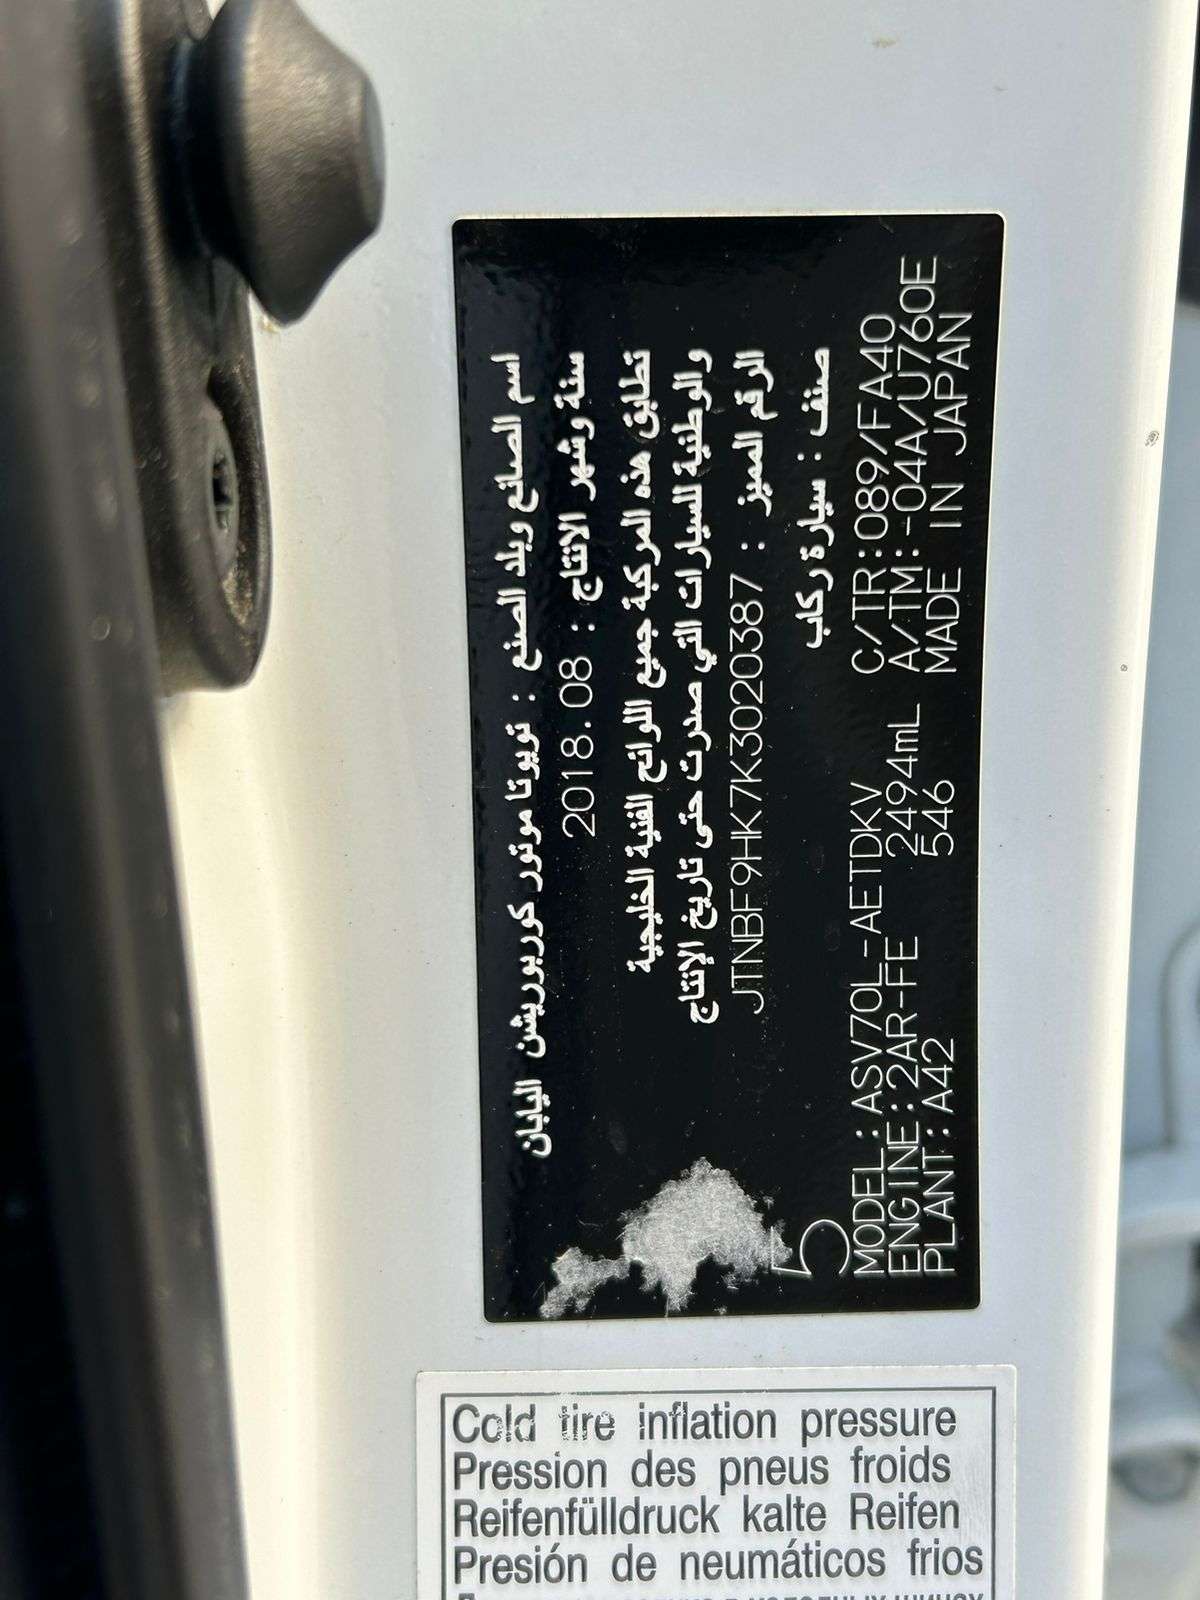 اسم الصانع وبلد الصنع : تويوتا موتور كوربوريشن اليابان
سنة وشهر الانتاج : 2018.08
تطابق هذه المركبة جميع اللوائح الفنية الخليجية
والوطنية للسيارات التي صدرت حتى تاريخ الإنتاج
الرقم المميز : JTNBF9HK7K3020387
صنف : سيارة ركاب
5
MODEL:ASV70L-AETDKV C/TR:089/FA40
ENGINE:2AR-FE 2494mL A/TM:-04A/U760E
PLANT:A42 546 MADE IN JAPAN
Cold tire inflation pressure
Pression des pneus froids
Reifenfülldruck kalte Reifen
Presión de neumáticos frios